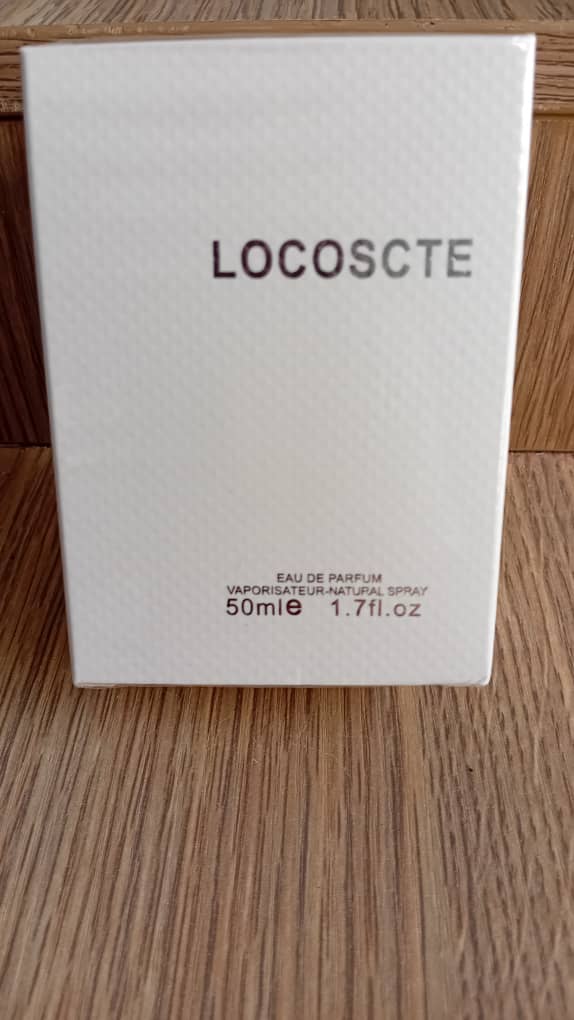 LOCOSCTE
EAU DE PARFUM
VAPORISATEUR-NATURAL SPRAY
50ml℮ 1.7fl.oz